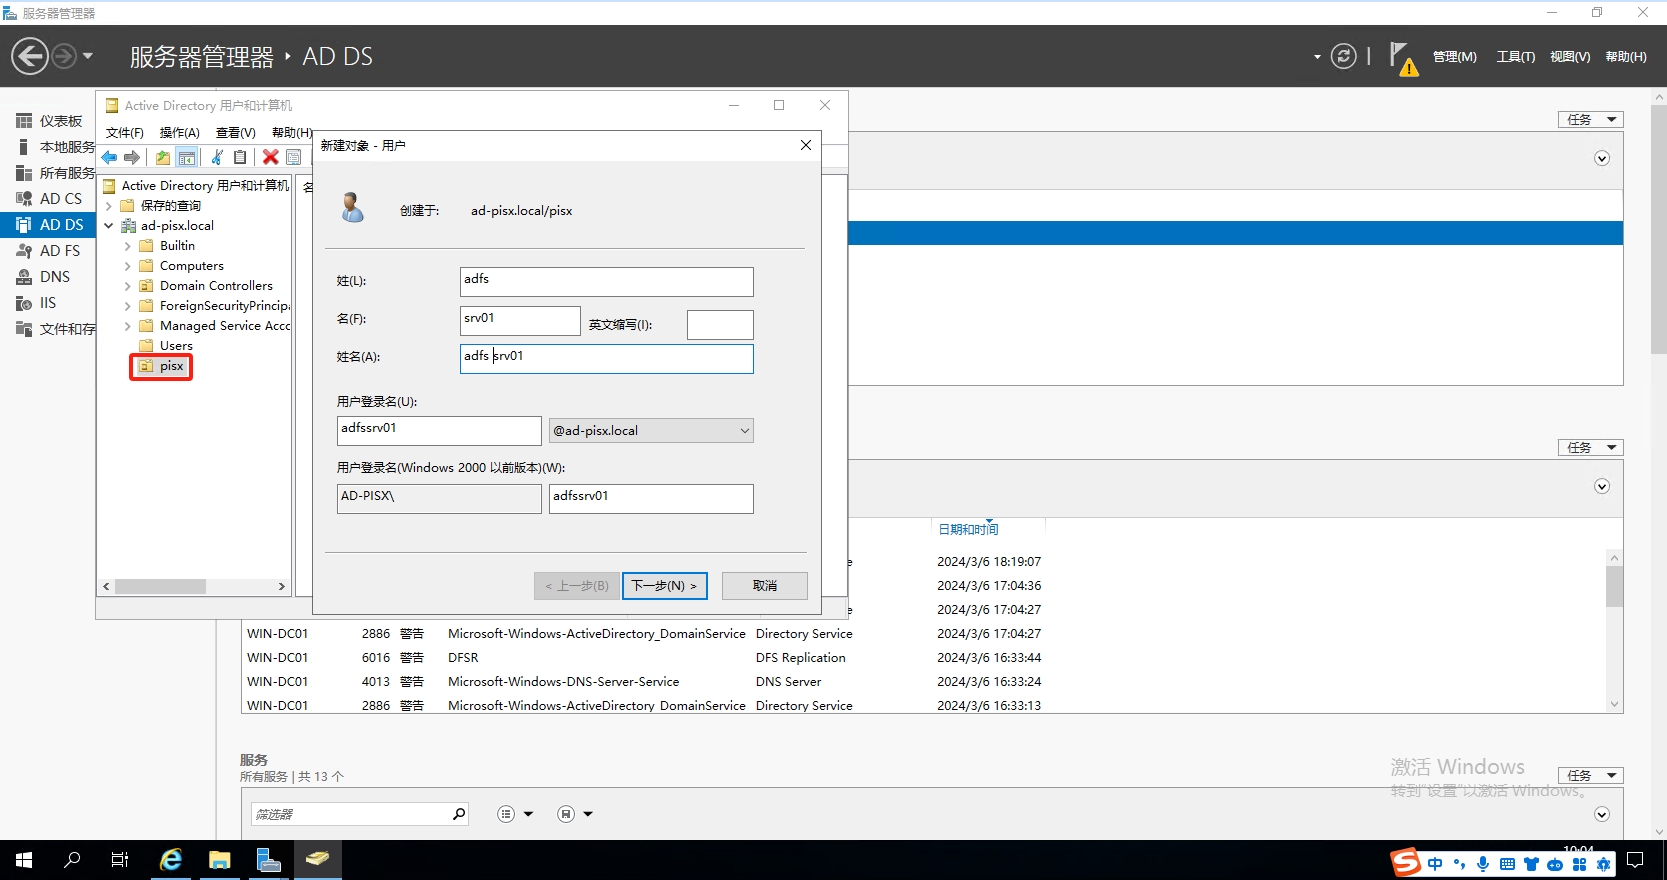 服务器管理器
服务器管理器 AD DS
管理(M) 工具(T) 视图(V) 帮助(H)
仪表板
本地服务
所有服务
AD CS
AD DS
AD FS
DNS
IIS
文件和存
Active Directory 用户和计算机
文件(F) 操作(A) 查看(V) 帮助(H)
Active Directory 用户和计算机
保存的查询
ad-pisx.local
Builtin
Computers
Domain Controllers
ForeignSecurityPrincip
Managed Service Acc
Users
pisx
名
新建对象 - 用户
创建于: ad-pisx.local/pisx
姓(L): adfs
名(F): srv01 英文缩写(I):
姓名(A): adfs srv01
用户登录名(U):
adfssrv01 @ad-pisx.local
用户登录名(Windows 2000 以前版本)(W):
AD-PISX\ adfssrv01
< 上一步(B) 下一步(N) > 取消
任务
任务
日期和时间
e 2024/3/6 18:19:07
2024/3/6 17:04:36
e 2024/3/6 17:04:27
WIN-DC01 2886 警告 Microsoft-Windows-ActiveDirectory_DomainService Directory Service 2024/3/6 17:04:27
WIN-DC01 6016 警告 DFSR DFS Replication 2024/3/6 16:33:44
WIN-DC01 4013 警告 Microsoft-Windows-DNS-Server-Service DNS Server 2024/3/6 16:33:24
WIN-DC01 2886 警告 Microsoft-Windows-ActiveDirectory_DomainService Directory Service 2024/3/6 16:33:13
服务
所有服务 | 共 13 个
任务
筛选器
激活 Windows
转到"设置"以激活 Windows。
10:04
中